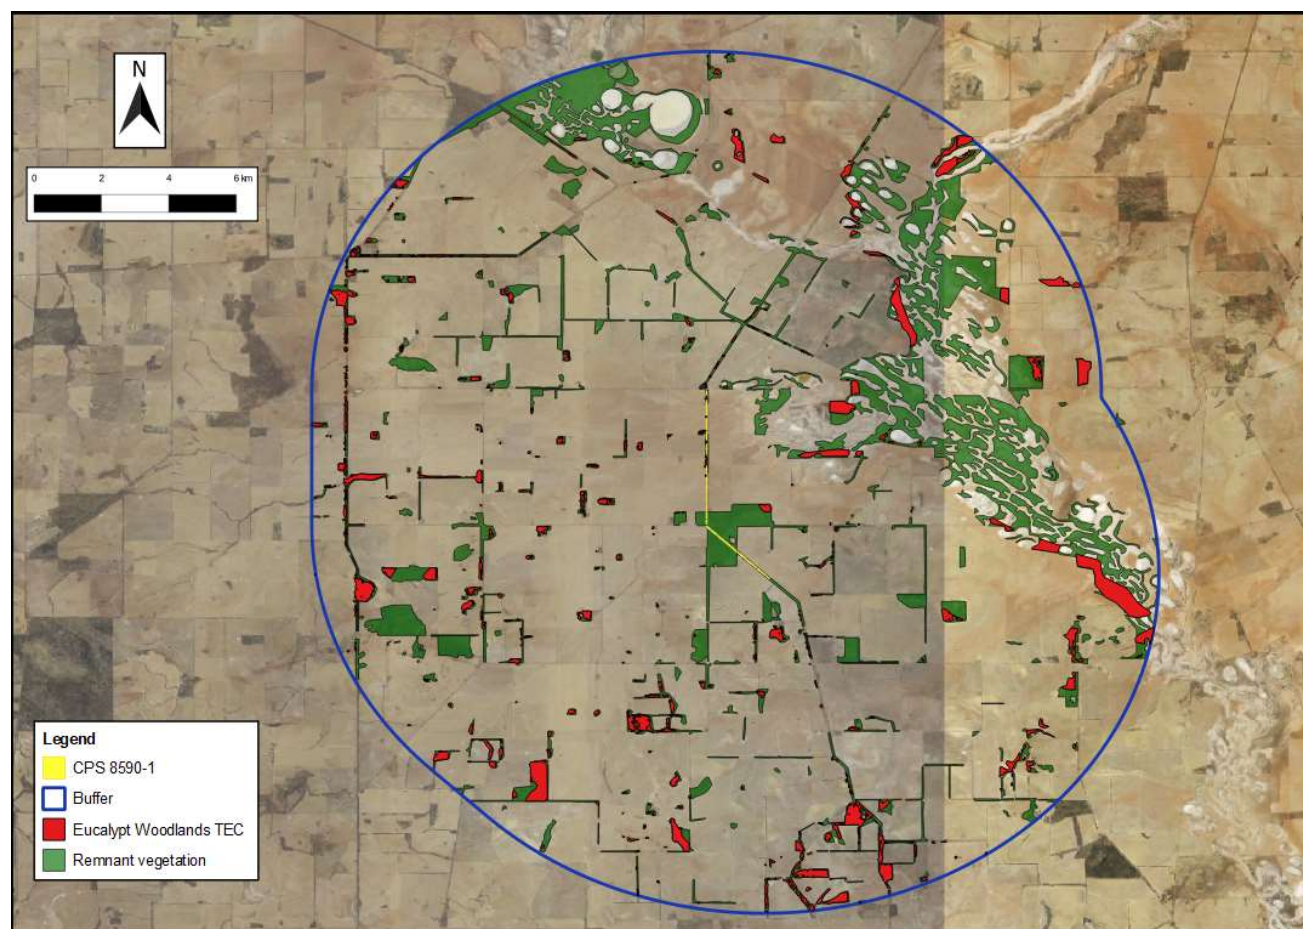 N
0 2 4 6 km
Legend
CPS 8590-1
Buffer
Eucalypt Woodlands TEC
Remnant vegetation